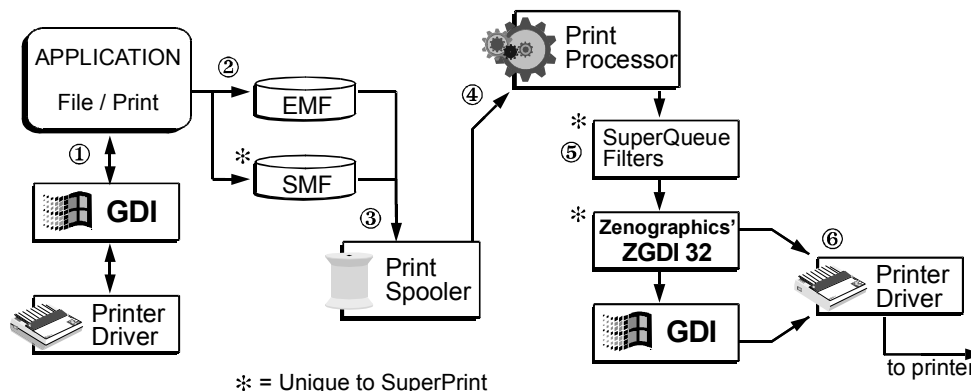 APPLICATION
File / Print
①
GDI
Printer
Driver
②
EMF
*
SMF
③
Print
Spooler
④
Print
Processor
*
⑤
SuperQueue
Filters
*
Zenographics'
ZGDI 32
GDI
⑥
Printer
Driver
to printer
* = Unique to SuperPrint